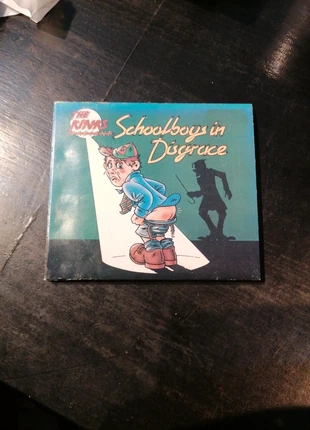 THE
KINKS
Schoolboys in
Disgrace